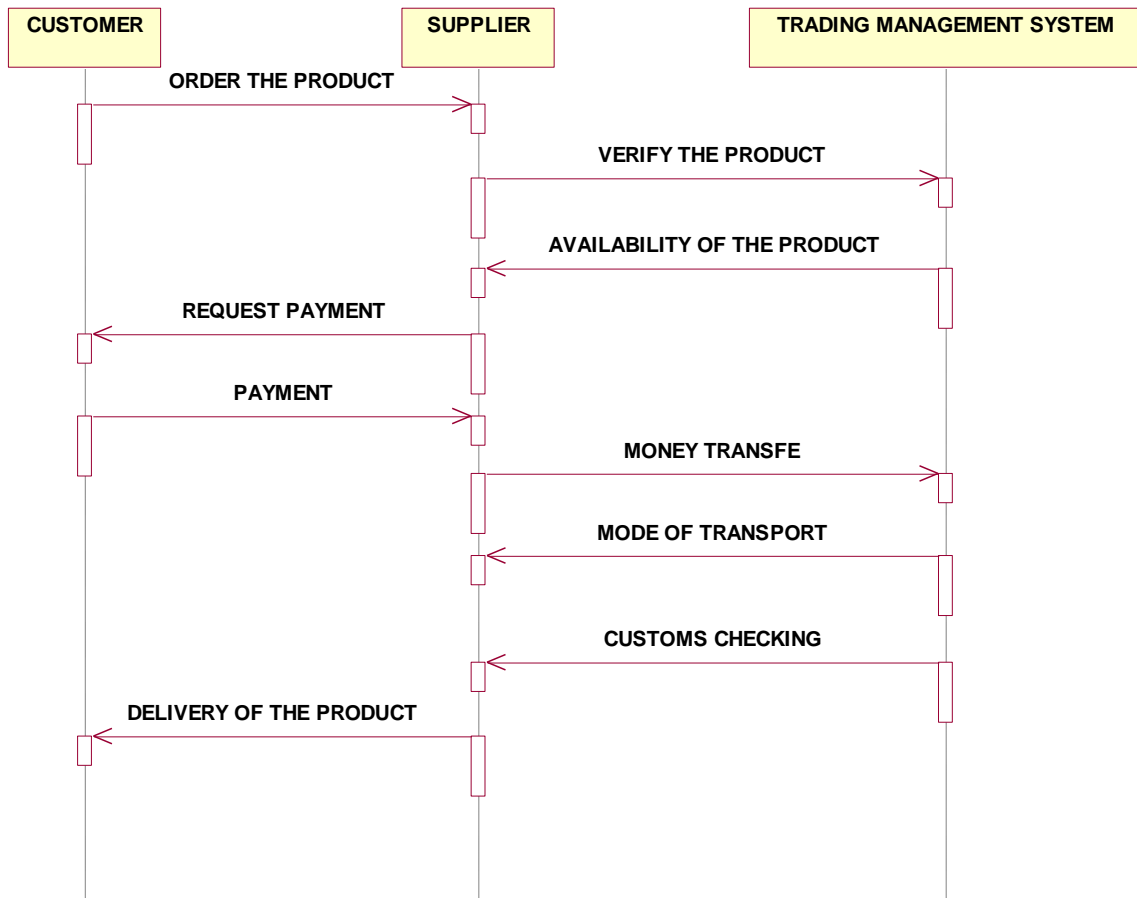 CUSTOMER
SUPPLIER
TRADING MANAGEMENT SYSTEM
ORDER THE PRODUCT
VERIFY THE PRODUCT
AVAILABILITY OF THE PRODUCT
REQUEST PAYMENT
PAYMENT
MONEY TRANSFE
MODE OF TRANSPORT
CUSTOMS CHECKING
DELIVERY OF THE PRODUCT